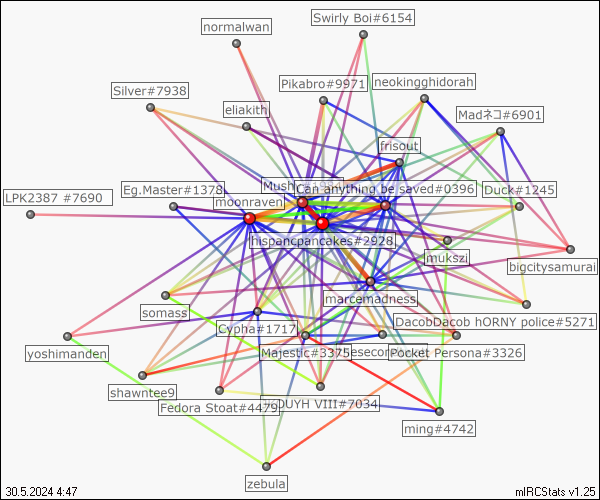 Swirly Boi#6154
normalwan
Pikabro#9971
neokingghidorah
Silver#7938
eliakith
Madネコ#6901
frisout
Mush
Can anything be saved#0396
Eg.Master#1378
Duck#1245
LPK2387 #7690
moonraven
hispancpancakes#2928
mukszi
bigcitysamurai
marcemadness
somass
Cypha#1717
DacobDacob hORNY police#5271
yoshimanden
Majestic#3375
Pocket Persona#3326
shawntee9
Fedora Stoat#4479
DUYH VIII#7034
ming#4742
zebula
30.5.2024 4:47
mIRCStats v1.25